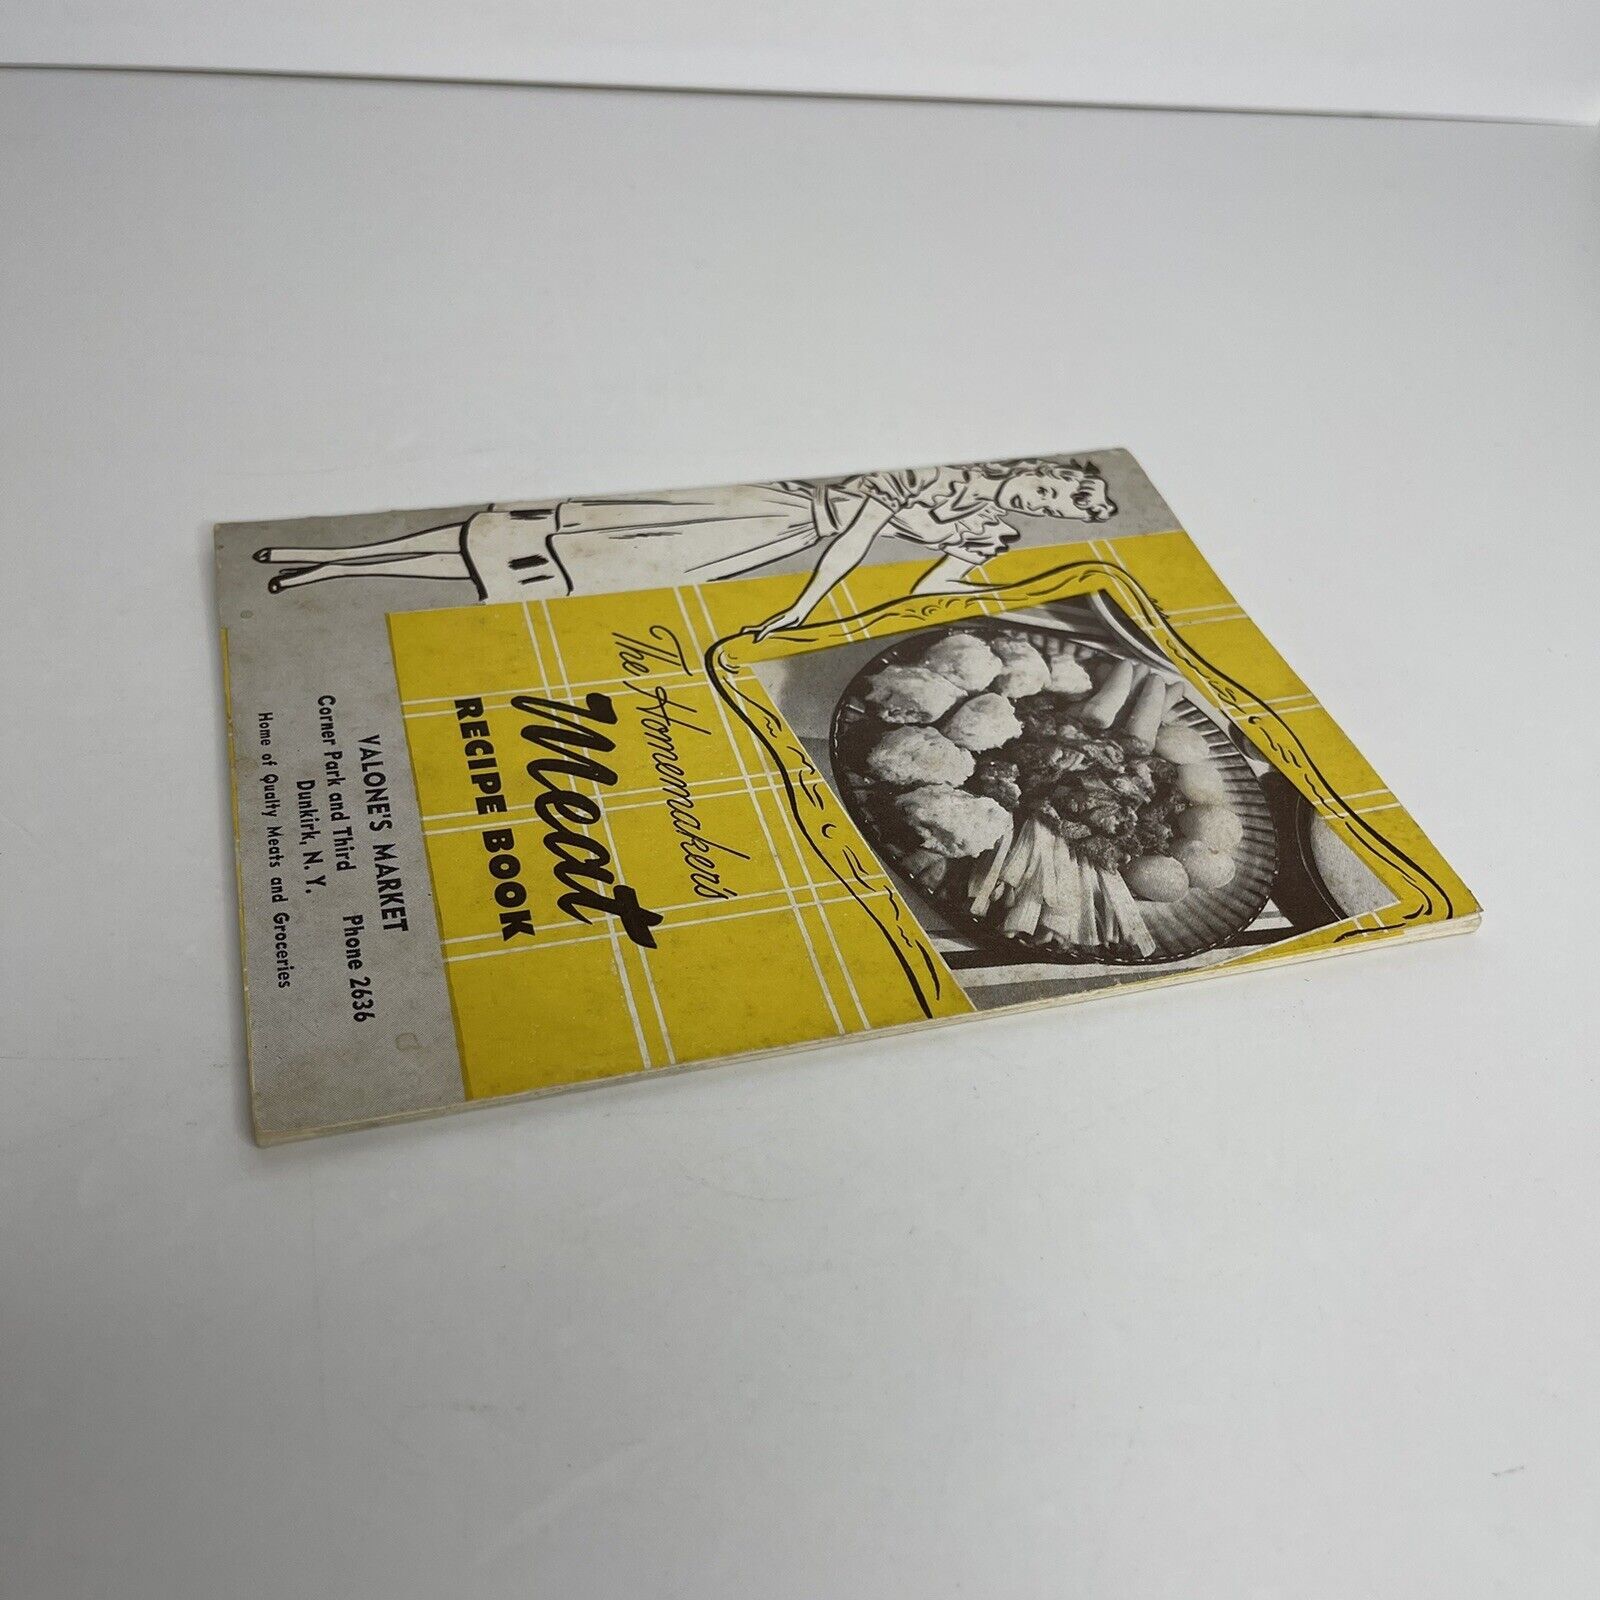 The Homemaker's
Meat
RECIPE BOOK
VALONE'S MARKET
Corner Park and Third Phone 2636
Dunkirk, N. Y.
Home of Qualty Meats and Groceries